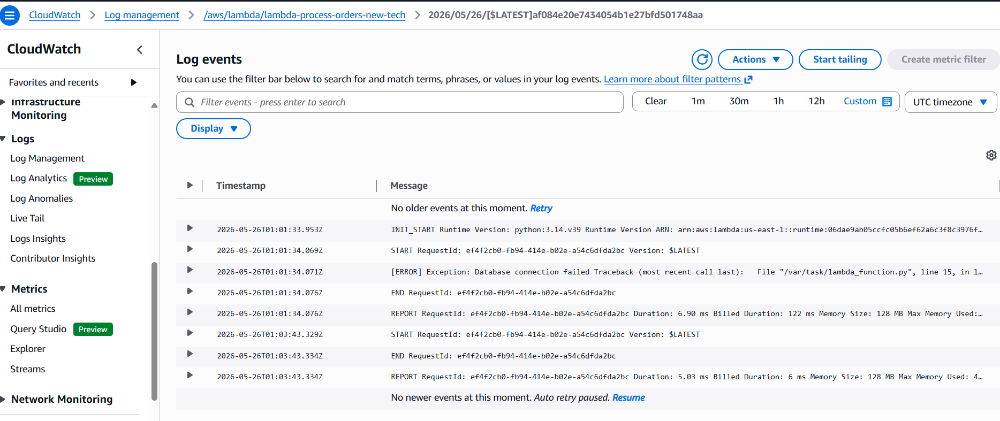 CloudWatch > Log management > /aws/lambda/lambda-process-orders-new-tech > 2026/05/26/[$LATEST]af084e20e7434054b1e27bfd501748aa
CloudWatch
Favorites and recents
Infrastructure
Monitoring
Logs
Log Management
Log Analytics Preview
Log Anomalies
Live Tail
Logs Insights
Contributor Insights
Metrics
All metrics
Query Studio Preview
Explorer
Streams
Network Monitoring
Log events
Actions
Start tailing
Create metric filter
You can use the filter bar below to search for and match terms, phrases, or values in your log events. Learn more about filter patterns
Filter events - press enter to search
Clear 1m 30m 1h 12h Custom
UTC timezone
Display
Timestamp Message
No older events at this moment. Retry
2026-05-26T01:01:33.953Z INIT_START Runtime Version: python:3.14.v39 Runtime Version ARN: arn:aws:lambda:us-east-1::runtime:06dae9ab05ccfc05b6ef62a6c3f8c3976f…
2026-05-26T01:01:34.069Z START RequestId: ef4f2cb0-fb94-414e-b02e-a54c6dfda2bc Version: $LATEST
2026-05-26T01:01:34.071Z [ERROR] Exception: Database connection failed Traceback (most recent call last): File "/var/task/lambda_function.py", line 15, in l…
2026-05-26T01:01:34.076Z END RequestId: ef4f2cb0-fb94-414e-b02e-a54c6dfda2bc
2026-05-26T01:01:34.076Z REPORT RequestId: ef4f2cb0-fb94-414e-b02e-a54c6dfda2bc Duration: 6.90 ms Billed Duration: 122 ms Memory Size: 128 MB Max Memory Used:…
2026-05-26T01:03:43.329Z START RequestId: ef4f2cb0-fb94-414e-b02e-a54c6dfda2bc Version: $LATEST
2026-05-26T01:03:43.334Z END RequestId: ef4f2cb0-fb94-414e-b02e-a54c6dfda2bc
2026-05-26T01:03:43.334Z REPORT RequestId: ef4f2cb0-fb94-414e-b02e-a54c6dfda2bc Duration: 5.03 ms Billed Duration: 6 ms Memory Size: 128 MB Max Memory Used: 4…
No newer events at this moment. Auto retry paused. Resume